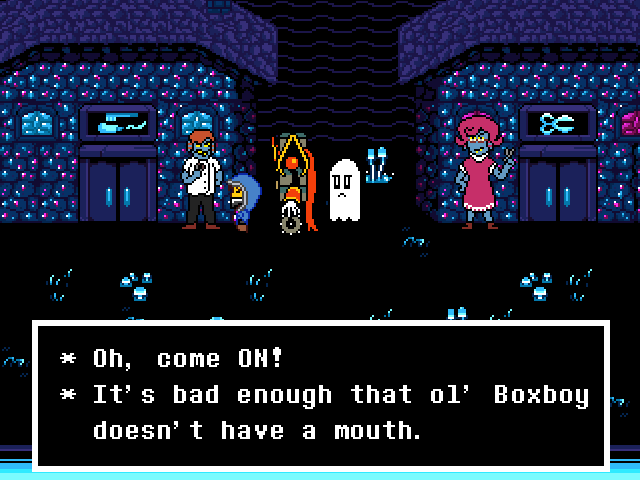 * Oh, come ON!
* It's bad enough that ol' Boxboy
doesn't have a mouth.